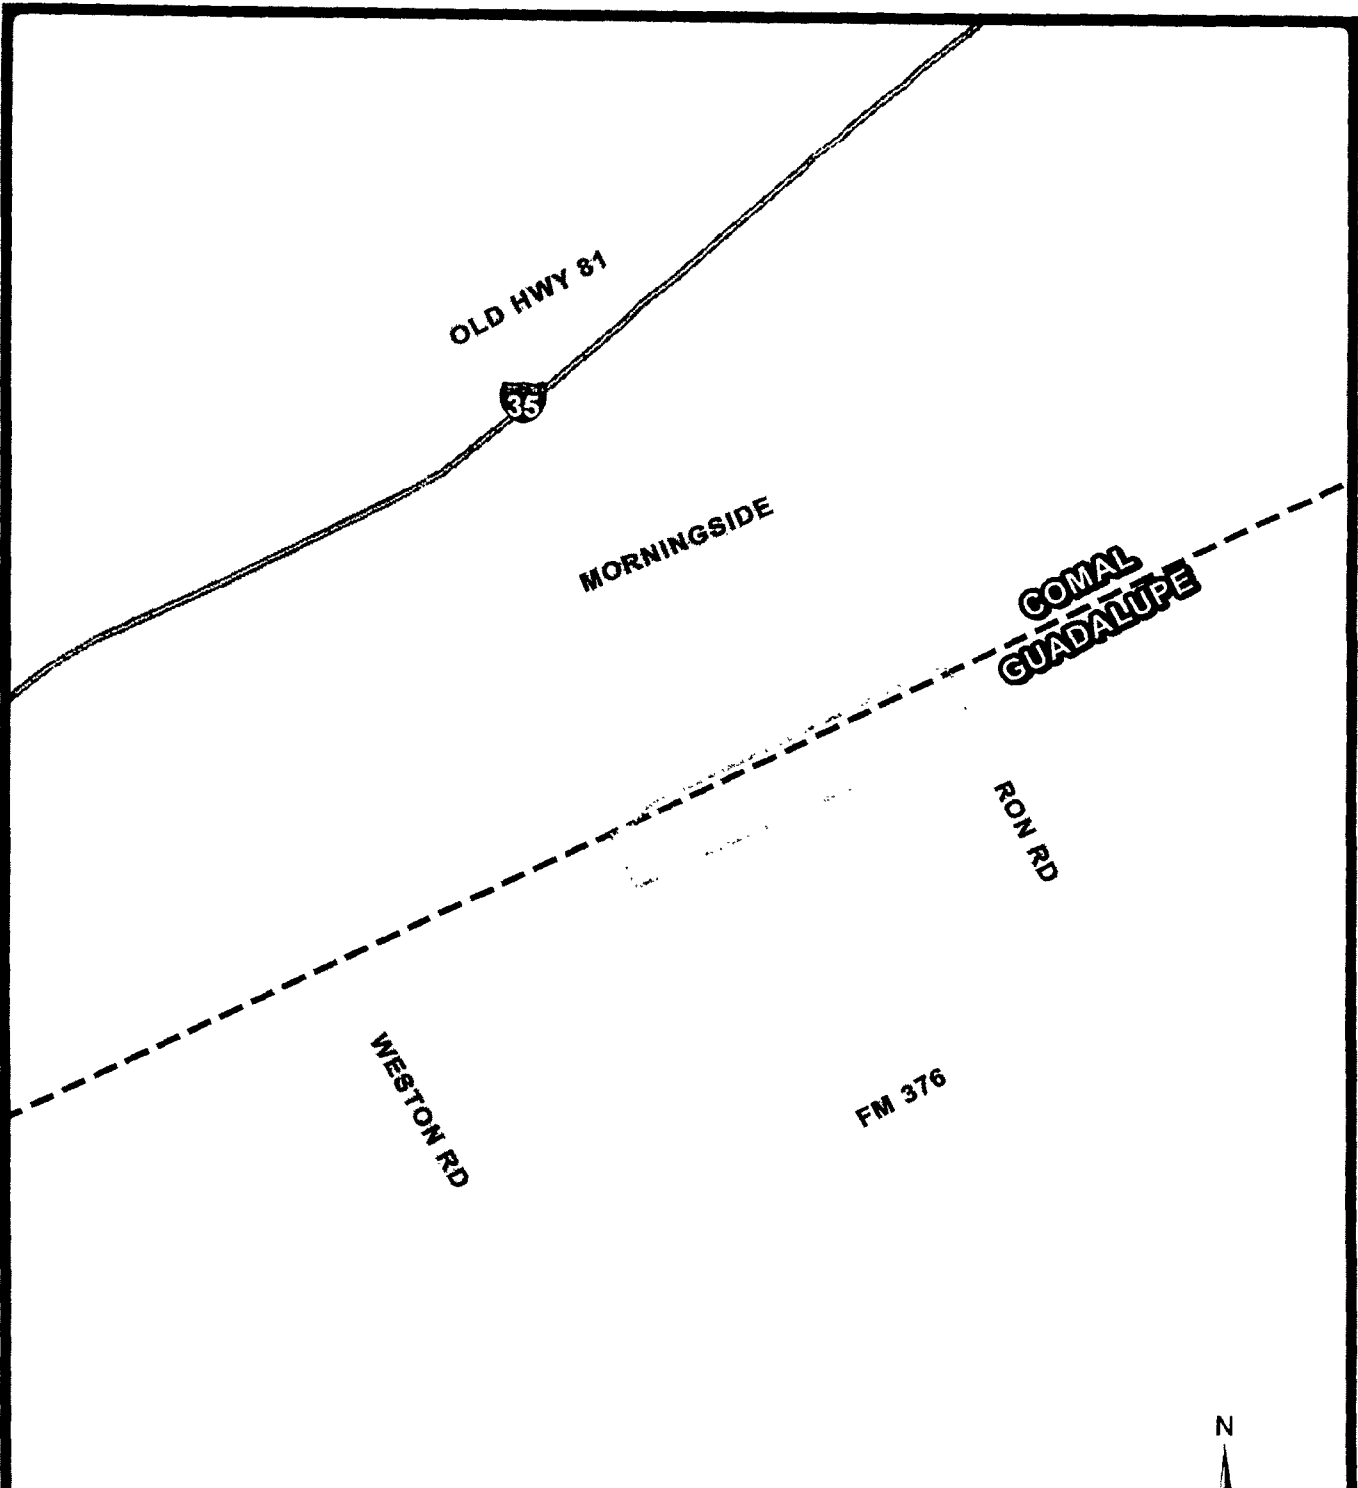 OLD HWY 81
35
MORNINGSIDE
COMAL
GUADALUPE
RON RD
WESTON RD
FM 376
N